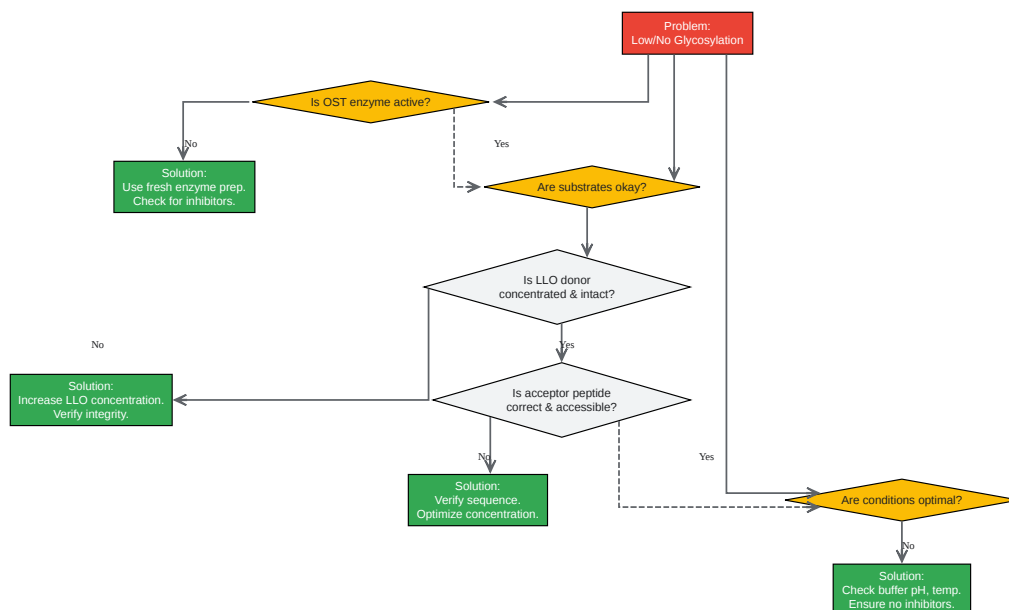 Problem:
Low/No Glycosylation
Is OST enzyme active?
No
Yes
Solution:
Use fresh enzyme prep.
Check for inhibitors.
Are substrates okay?
Is LLO donor
concentrated & intact?
No
Yes
Solution:
Increase LLO concentration.
Verify integrity.
Is acceptor peptide
correct & accessible?
No
Yes
Solution:
Verify sequence.
Optimize concentration.
Are conditions optimal?
No
Solution:
Check buffer pH, temp.
Ensure no inhibitors.